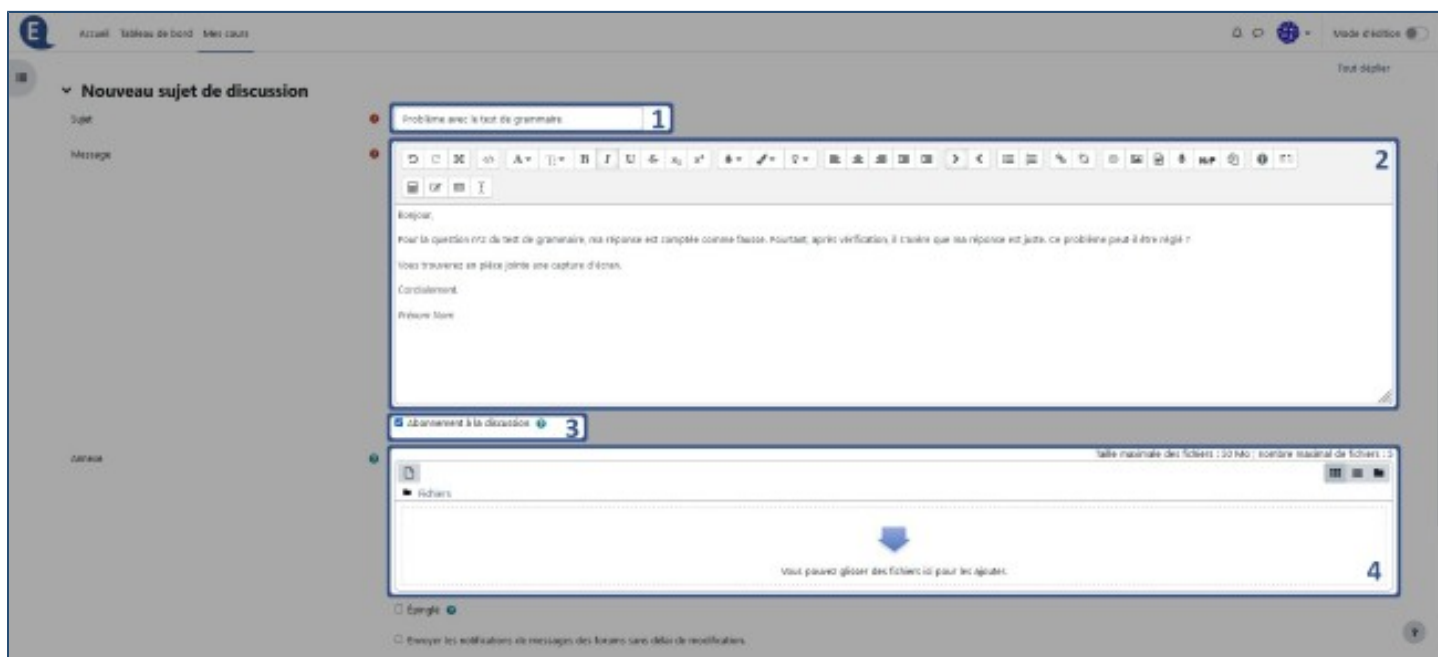 E Accueil Tableau de bord Mes cours Mode d'édition
Tout déplier
Nouveau sujet de discussion
Sujet
Problème avec le test de grammaire
1
Message
2
Bonjour,
Pour la question n°2 du test de grammaire, ma réponse est comptée comme fausse. Pourtant, après vérification, il s'avère que ma réponse est juste. Ce problème peut-il être réglé ?
Vous trouverez en pièce jointe une capture d'écran.
Cordialement
Prénom Nom
Abonnement à la discussion
3
Annexe
Taille maximale des fichiers : 50 Mo ; nombre maximal de fichiers :
Fichiers
Vous pouvez glisser des fichiers ici pour les ajouter.
4
Épinglé
Envoyer les notifications de messages des forums sans délai de modification.
?